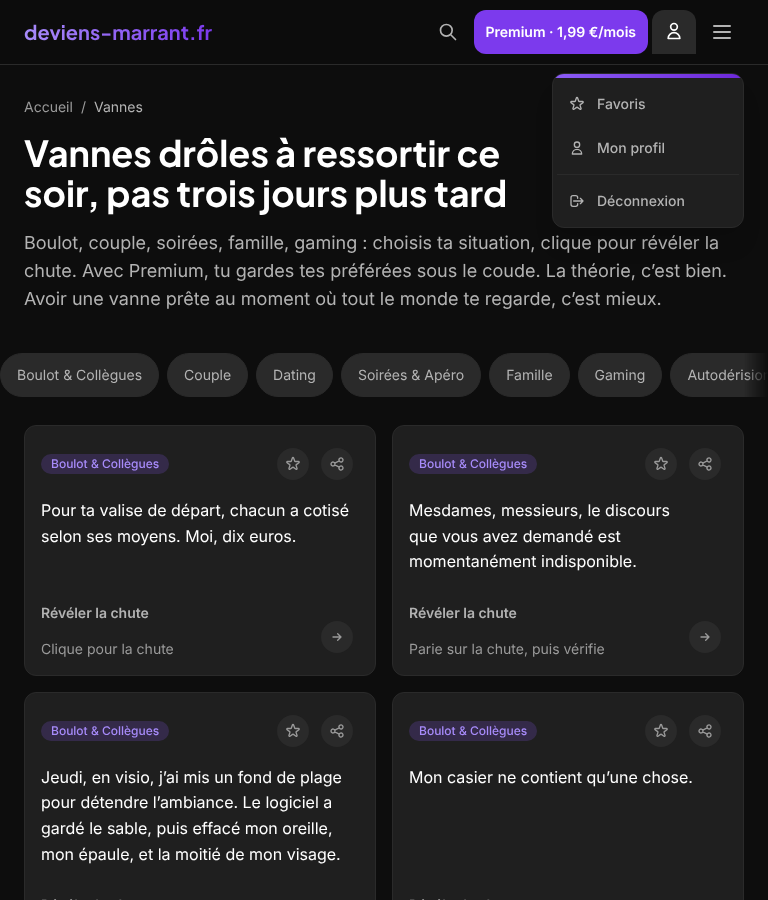 deviens-marrant.fr
Premium · 1,99 €/mois
Favoris
Mon profil
Déconnexion
Accueil / Vannes
Vannes drôles à ressortir ce
soir, pas trois jours plus tard
Boulot, couple, soirées, famille, gaming : choisis ta situation, clique pour révéler la
chute. Avec Premium, tu gardes tes préférées sous le coude. La théorie, c’est bien.
Avoir une vanne prête au moment où tout le monde te regarde, c’est mieux.
Boulot & Collègues
Couple
Dating
Soirées & Apéro
Famille
Gaming
Autodérision
Boulot & Collègues
Pour ta valise de départ, chacun a cotisé
selon ses moyens. Moi, dix euros.
Révéler la chute
Clique pour la chute
Boulot & Collègues
Mesdames, messieurs, le discours
que vous avez demandé est
momentanément indisponible.
Révéler la chute
Parie sur la chute, puis vérifie
Boulot & Collègues
Jeudi, en visio, j’ai mis un fond de plage
pour détendre l’ambiance. Le logiciel a
gardé le sable, puis effacé mon oreille,
mon épaule, et la moitié de mon visage.
Boulot & Collègues
Mon casier ne contient qu’une chose.